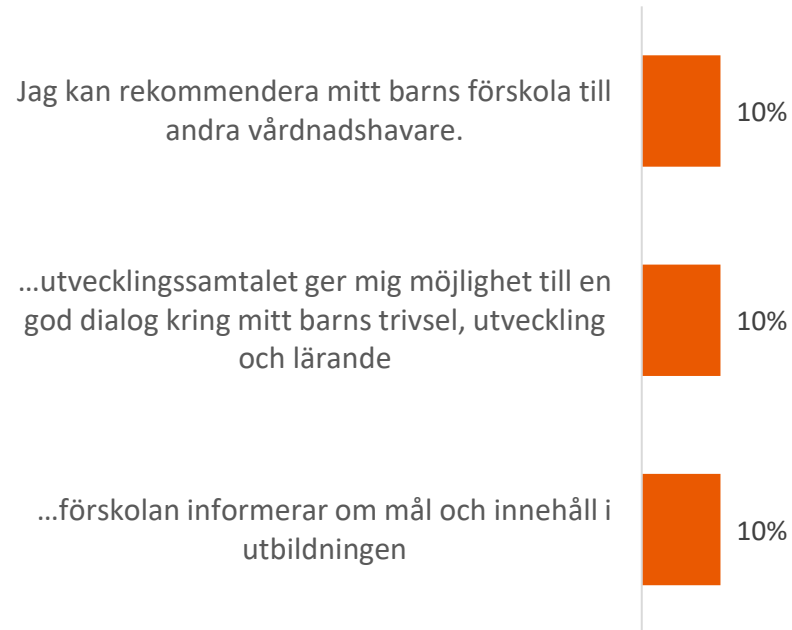 Jag kan rekommendera mitt barns förskola till
andra vårdnadshavare.
10%
…utvecklingssamtalet ger mig möjlighet till en
god dialog kring mitt barns trivsel, utveckling
och lärande
10%
…förskolan informerar om mål och innehåll i
utbildningen
10%